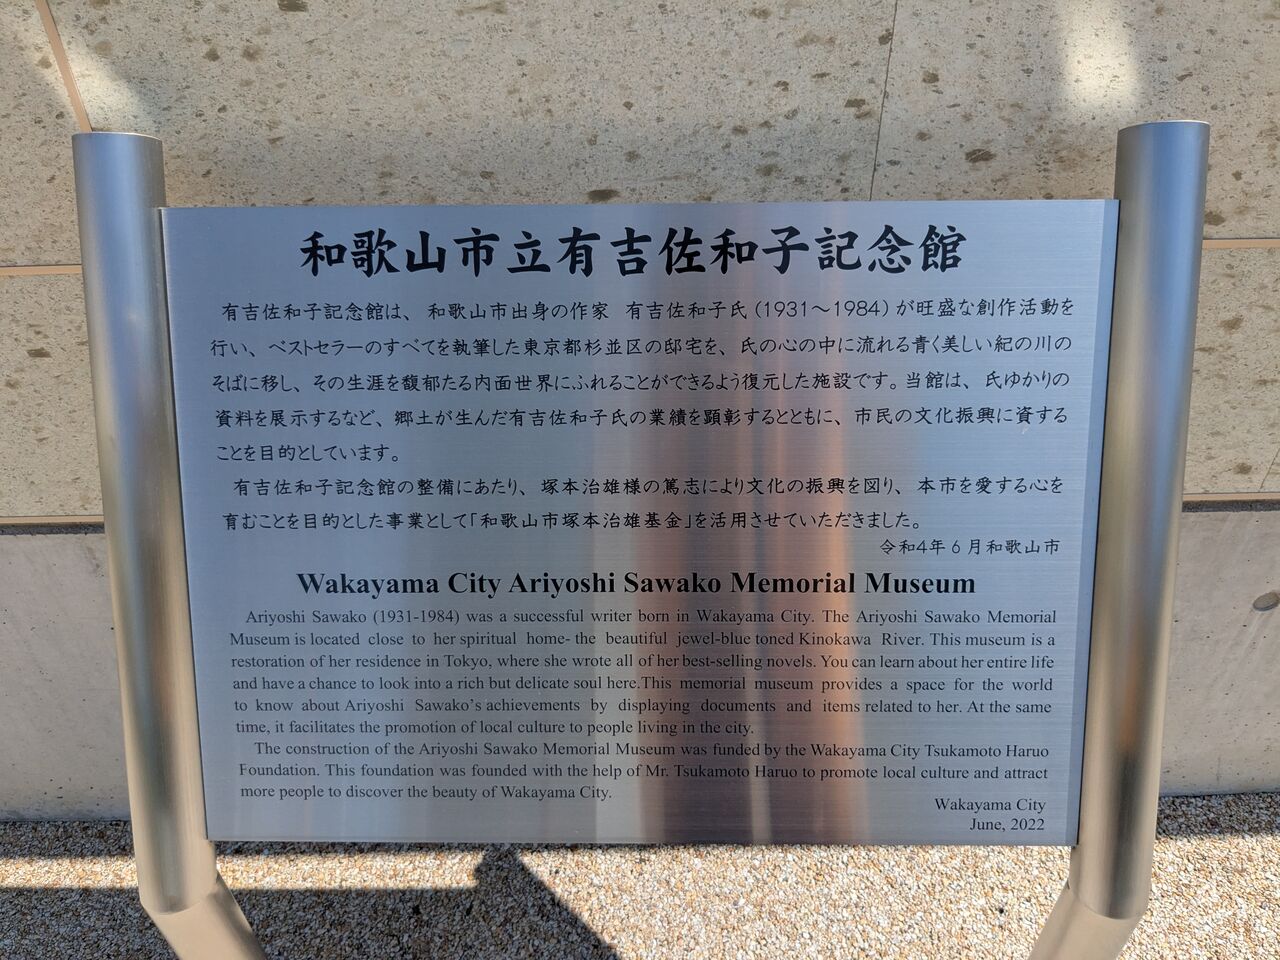 和歌山市立有吉佐和子記念館
有吉佐和子記念館は、和歌山市出身の作家 有吉佐和子氏(1931～1984)が旺盛な創作活動を
行い、ベストセラーのすべてを執筆した東京都杉並区の邸宅を、氏の心の中に流れる青く美しい紀の川の
そばに移し、その生涯を馥郁たる内面世界にふれることができるよう復元した施設です。当館は、氏ゆかりの
資料を展示するなど、郷土が生んだ有吉佐和子氏の業績を顕彰するとともに、市民の文化振興に資する
ことを目的としています。
有吉佐和子記念館の整備にあたり、塚本治雄様の篤志により文化の振興を図り、本市を愛する心を
育むことを目的とした事業として「和歌山市塚本治雄基金」を活用させていただきました。
令和4年6月和歌山市
Wakayama City Ariyoshi Sawako Memorial Museum
Ariyoshi Sawako (1931-1984) was a successful writer born in Wakayama City. The Ariyoshi Sawako Memorial
Museum is located close to her spiritual home- the beautiful jewel-blue toned Kinokawa River. This museum is a
restoration of her residence in Tokyo, where she wrote all of her best-selling novels. You can learn about her entire life
and have a chance to look into a rich but delicate soul here.This memorial museum provides a space for the world
to know about Ariyoshi Sawako's achievements by displaying documents and items related to her. At the same
time, it facilitates the promotion of local culture to people living in the city.
The construction of the Ariyoshi Sawako Memorial Museum was funded by the Wakayama City Tsukamoto Haruo
Foundation. This foundation was founded with the help of Mr. Tsukamoto Haruo to promote local culture and attract
more people to discover the beauty of Wakayama City.
Wakayama City
June, 2022